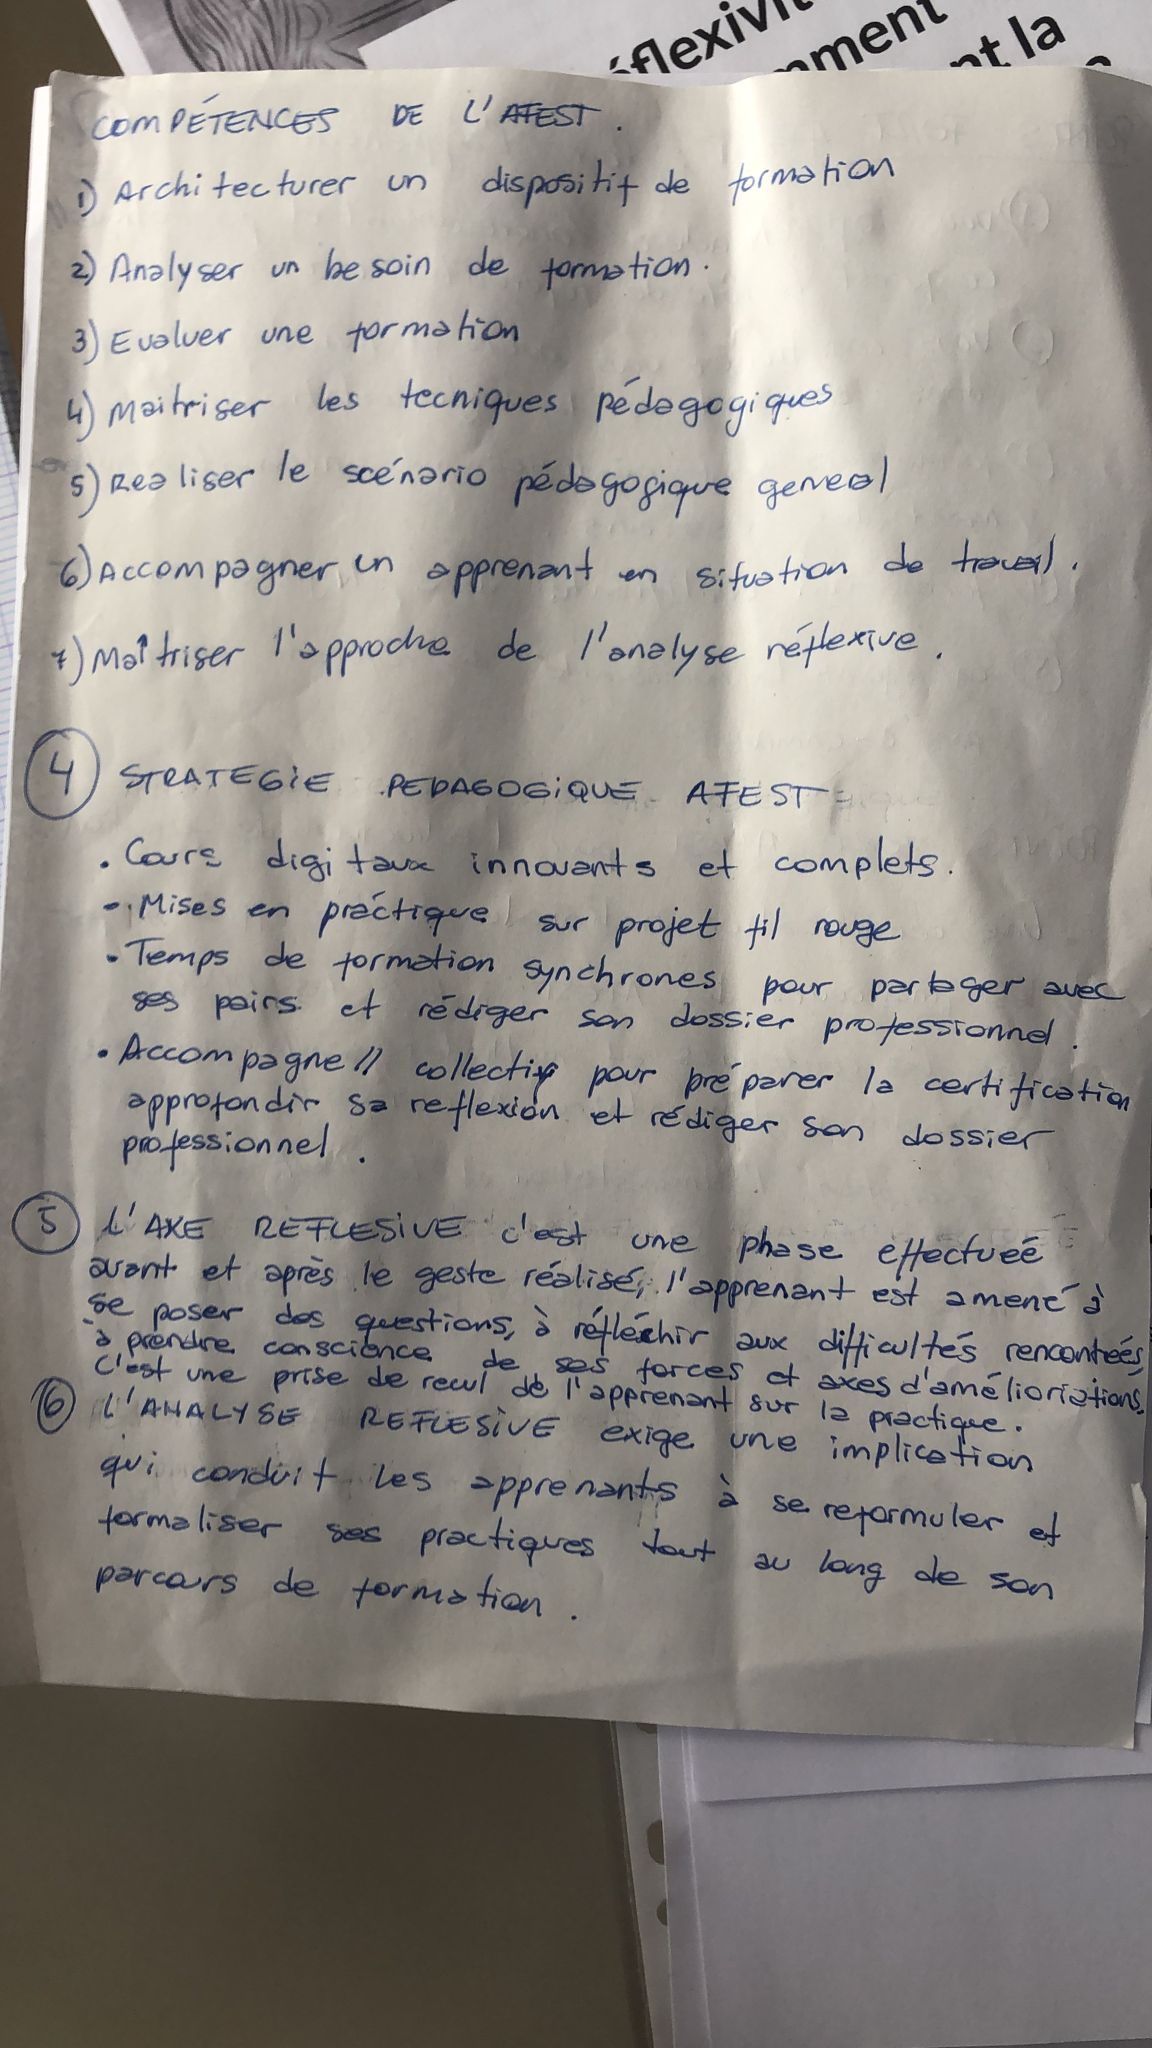 éflexivit
mment
nt la
COMPÉTENCES DE L'AFEST.
1) Architecturer un dispositif de formation
2) Analyser un besoin de formation.
3) Evaluer une formation
4) Maitriser les tecniques pédagogiques
5) Realiser le scénario pédagogique general
6) Accompagner un apprenant en situation de travail.
7) Maîtriser l'approche de l'analyse réflexive.
4 STRATEGIE PEDAGOGIQUE AFEST
• Cours digitaux innovants et complets.
• Mises en practique sur projet fil rouge
• Temps de formation synchrones pour partager avec
ses pairs et rédiger son dossier professionnel.
• Accompagne// collectif pour préparer la certification
approfondir sa reflexion et rédiger son dossier
professionnel.
5 L'AXE REFLESIVE c'est une phase effectueé
avant et après le geste réalisé, l'apprenant est amené à
se poser des questions, à réfléchir aux difficultés rencontreés,
à prendre conscience de ses forces et axes d'améliorations,
c'est une prise de recul de l'apprenant sur la practique.
6 L'ANALYSE REFLESIVE exige une implication
qui conduit les apprenants à se reformuler et
formaliser ses practiques tout au long de son
parcours de formation.